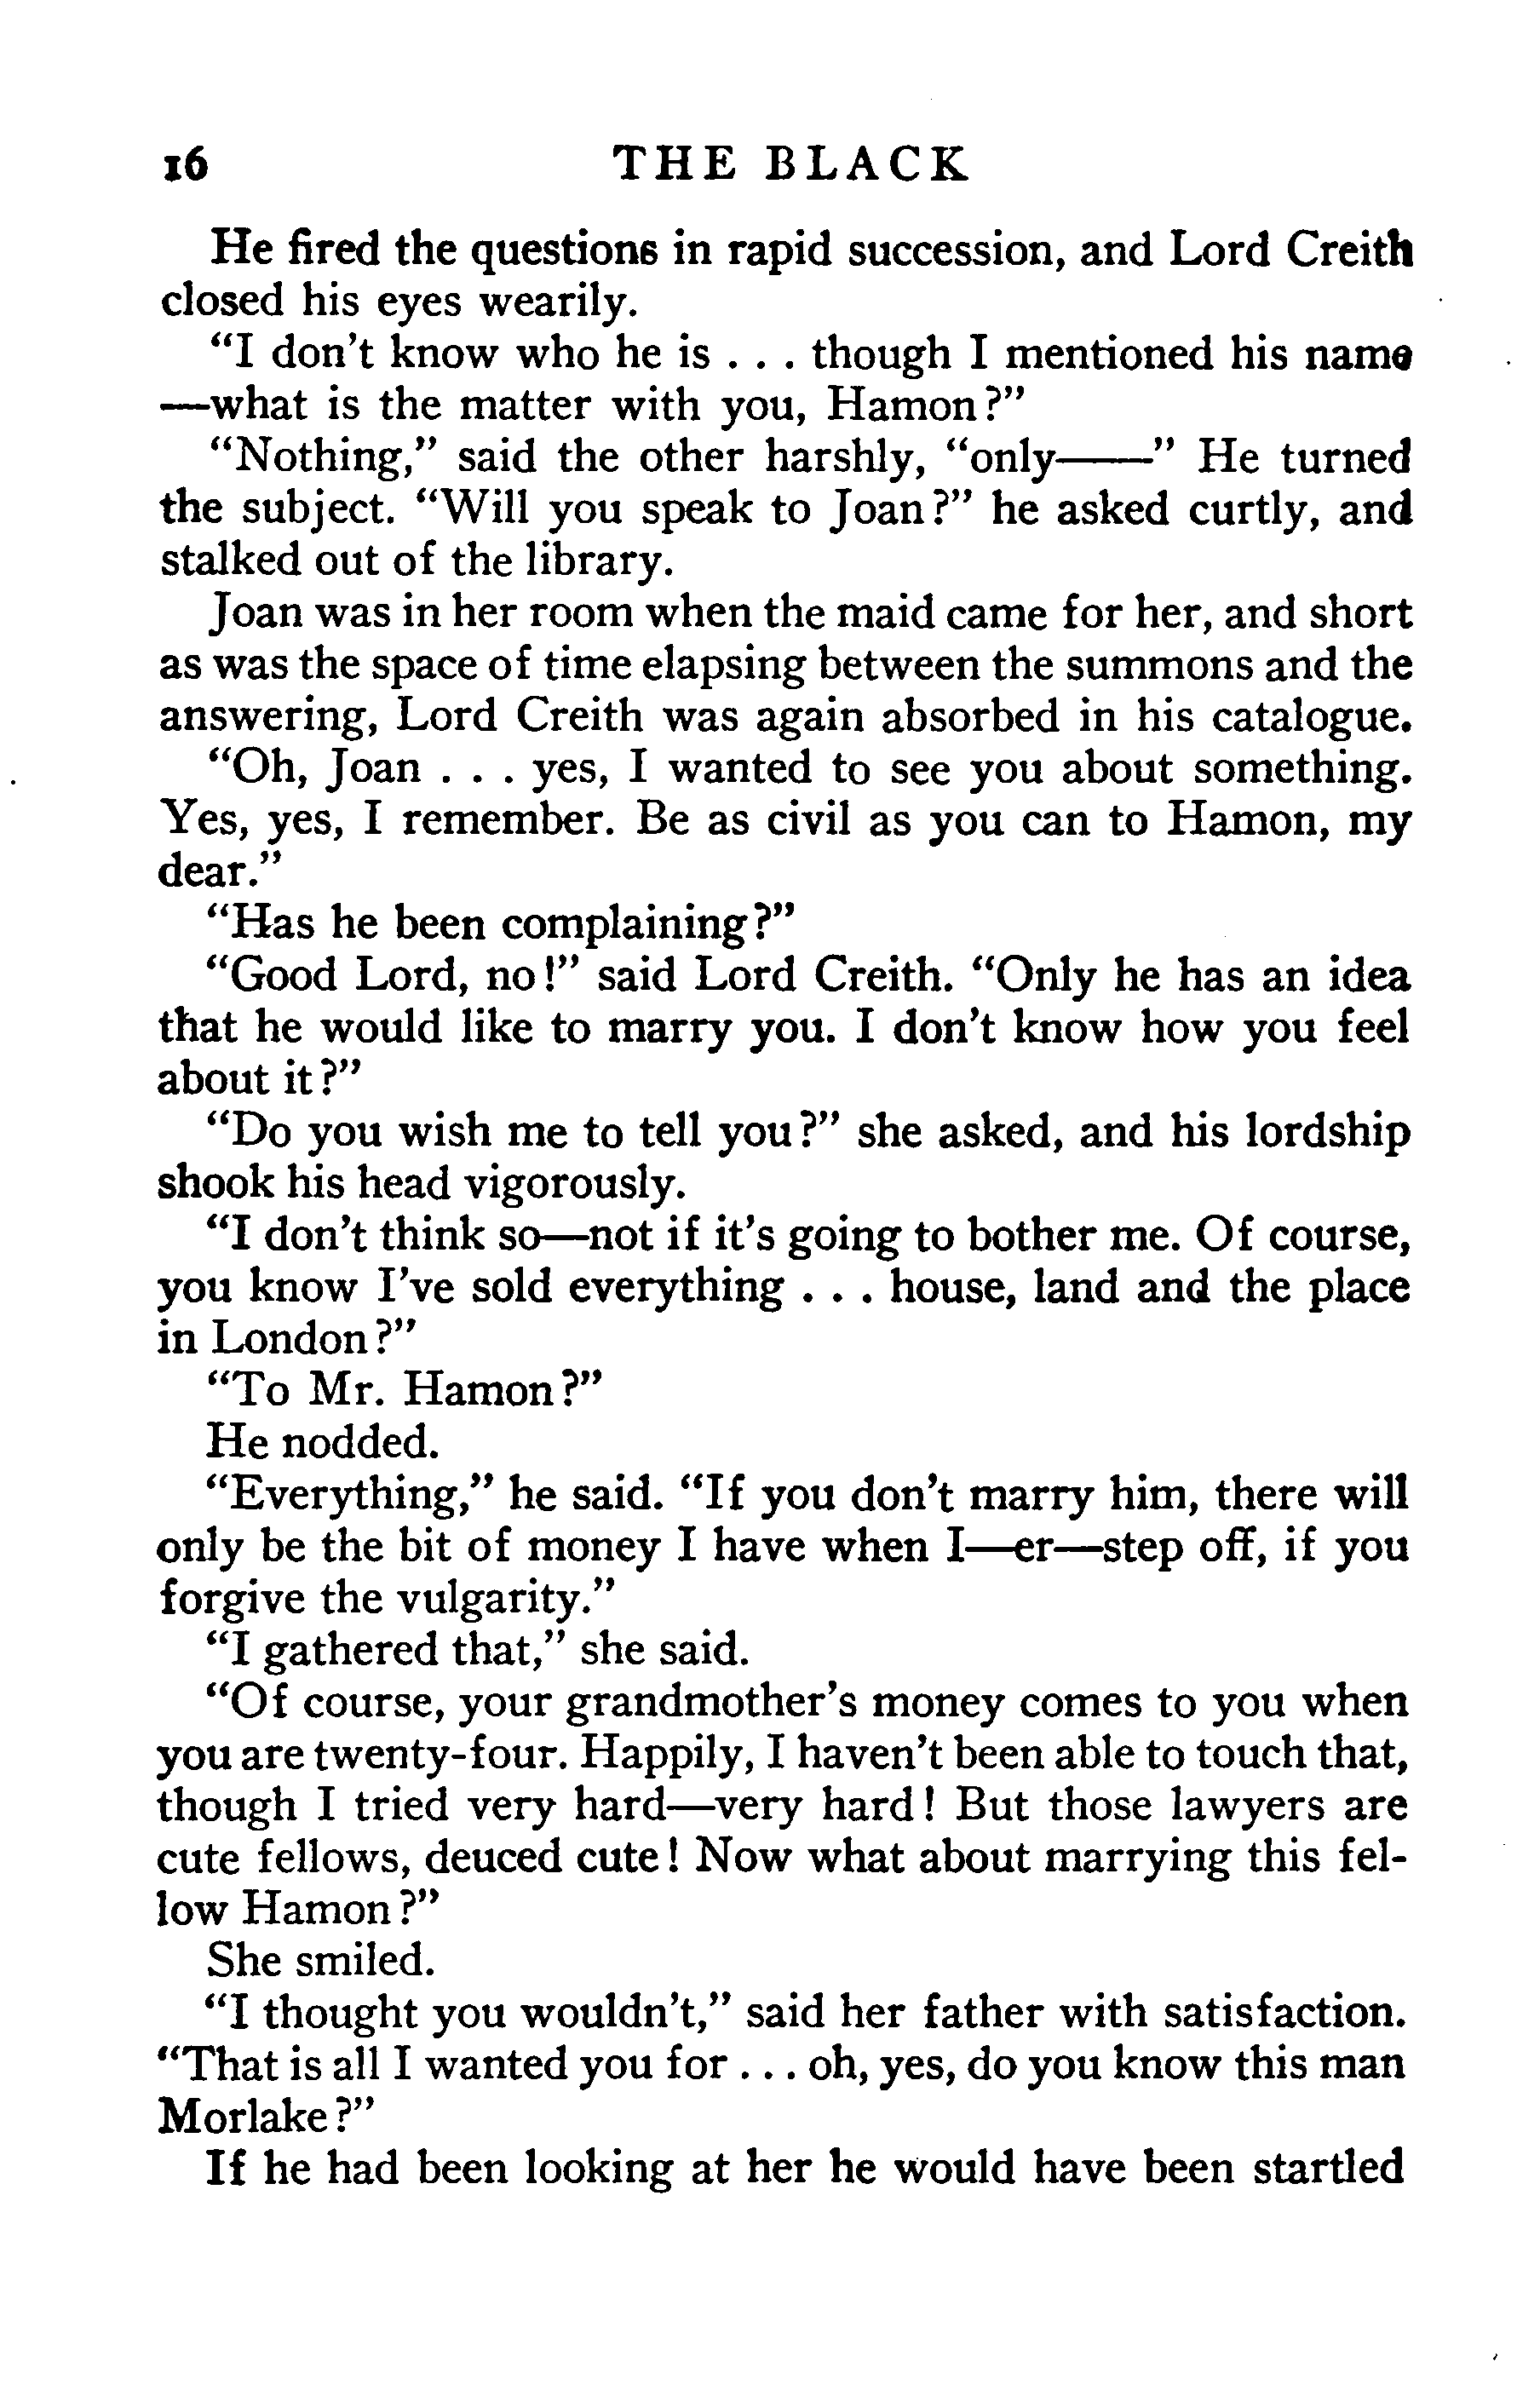 16 THE BLACK
He fired the questions in rapid succession, and Lord Creith
closed his eyes wearily.
“I don’t know who he is . . . though I mentioned his name
—what is the matter with you, Hamon?”
“Nothing,” said the other harshly, “only——” He turned
the subject. “Will you speak to Joan?” he asked curtly, and
stalked out of the library.
Joan was in her room when the maid came for her, and short
as was the space of time elapsing between the summons and the
answering, Lord Creith was again absorbed in his catalogue.
“Oh, Joan . . . yes, I wanted to see you about something.
Yes, yes, I remember. Be as civil as you can to Hamon, my
dear.”
“Has he been complaining?”
“Good Lord, no!” said Lord Creith. “Only he has an idea
that he would like to marry you. I don’t know how you feel
about it?”
“Do you wish me to tell you?” she asked, and his lordship
shook his head vigorously.
“I don’t think so—not if it’s going to bother me. Of course,
you know I’ve sold everything . . . house, land and the place
in London?”
“To Mr. Hamon?”
He nodded.
“Everything,” he said. “If you don’t marry him, there will
only be the bit of money I have when I—er—step off, if you
forgive the vulgarity.”
“I gathered that,” she said.
“Of course, your grandmother’s money comes to you when
you are twenty-four. Happily, I haven’t been able to touch that,
though I tried very hard—very hard! But those lawyers are
cute fellows, deuced cute! Now what about marrying this fel-
low Hamon?”
She smiled.
“I thought you wouldn’t,” said her father with satisfaction.
“That is all I wanted you for . . . oh, yes, do you know this man
Morlake?”
If he had been looking at her he would have been startled